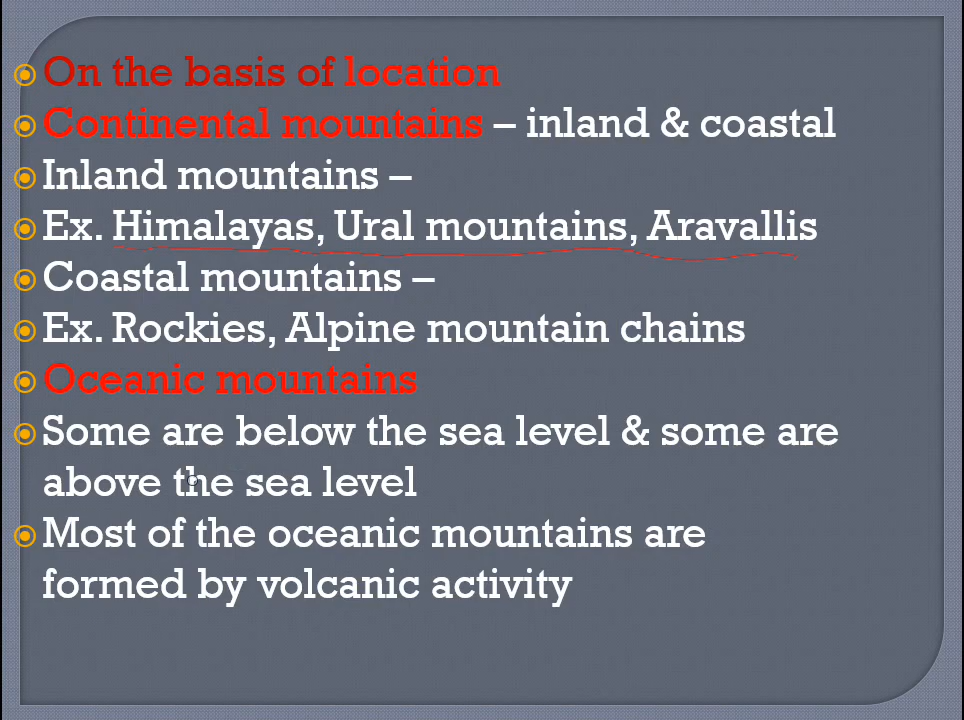 On the basis of location
Continental mountains – inland & coastal
Inland mountains –
Ex. Himalayas, Ural mountains, Aravallis
Coastal mountains –
Ex. Rockies, Alpine mountain chains
Oceanic mountains
Some are below the sea level & some are
above the sea level
Most of the oceanic mountains are
formed by volcanic activity